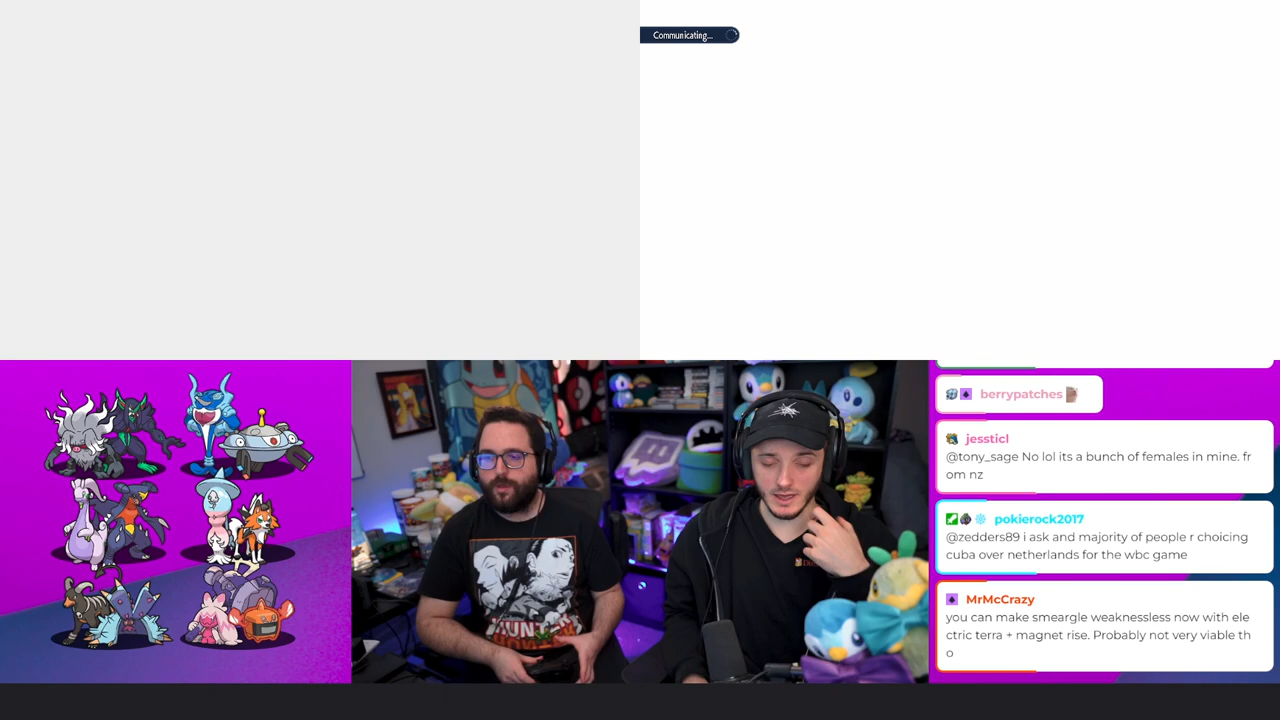 Communicating...
berrypatches
jessticl
@tony_sage No lol its a bunch of females in mine. fr
om nz
pokierock2017
@zedders89 i ask and majority of people r choicing
cuba over netherlands for the wbc game
MrMcCrazy
you can make smeargle weaknessless now with ele
ctric terra + magnet rise. Probably not very viable th
o
HUNTER